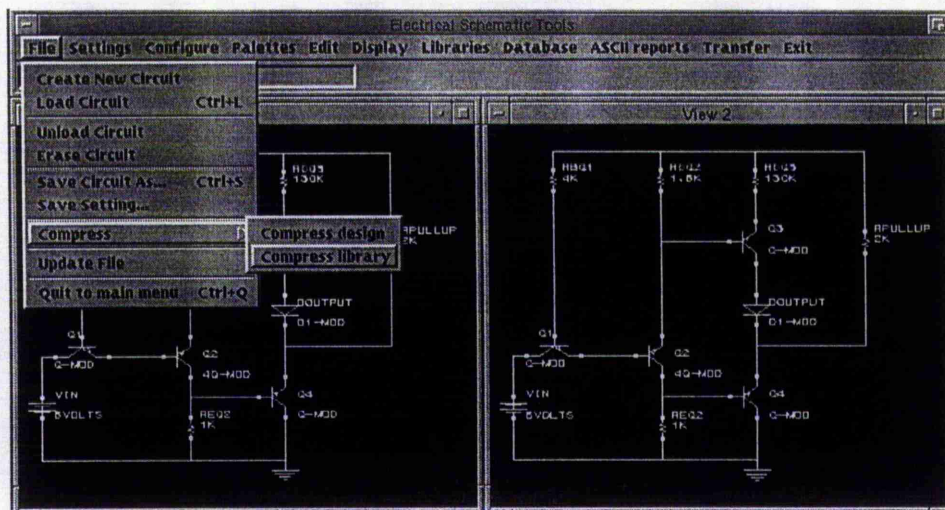 Electrical Schematic Tools
File Settings Configure Palettes Edit Display Libraries Database ASCII reports Transfer Exit
Create New Circuit
Load Circuit Ctrl+L
Unload Circuit
Erase Circuit
Save Circuit As... Ctrl+S
Save Setting...
Compress
Compress design
Compress library
Update File
Quit to main menu Ctrl+Q
130K
RPULLUP
2K
DOUTPUT
D1-MOD
Q1
Q-MOD
Q2
4Q-MOD
VIN
5VOLTS
REQ2
1K
Q4
Q-MOD
View 2
4K
1.6K
130K
Q3
Q-MOD
RPULLUP
2K
DOUTPUT
D1-MOD
Q1
Q-MOD
Q2
4Q-MOD
VIN
5VOLTS
REQ2
1K
Q4
Q-MOD